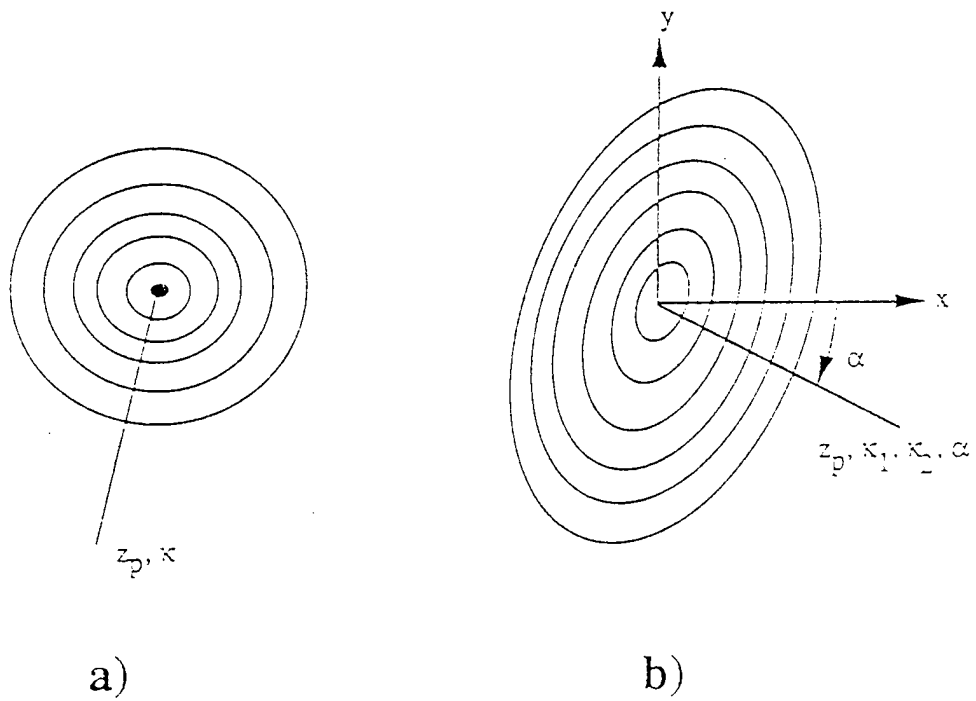 y
x
α
z_p, κ_1, κ_2, α
z_p, κ
a)
b)